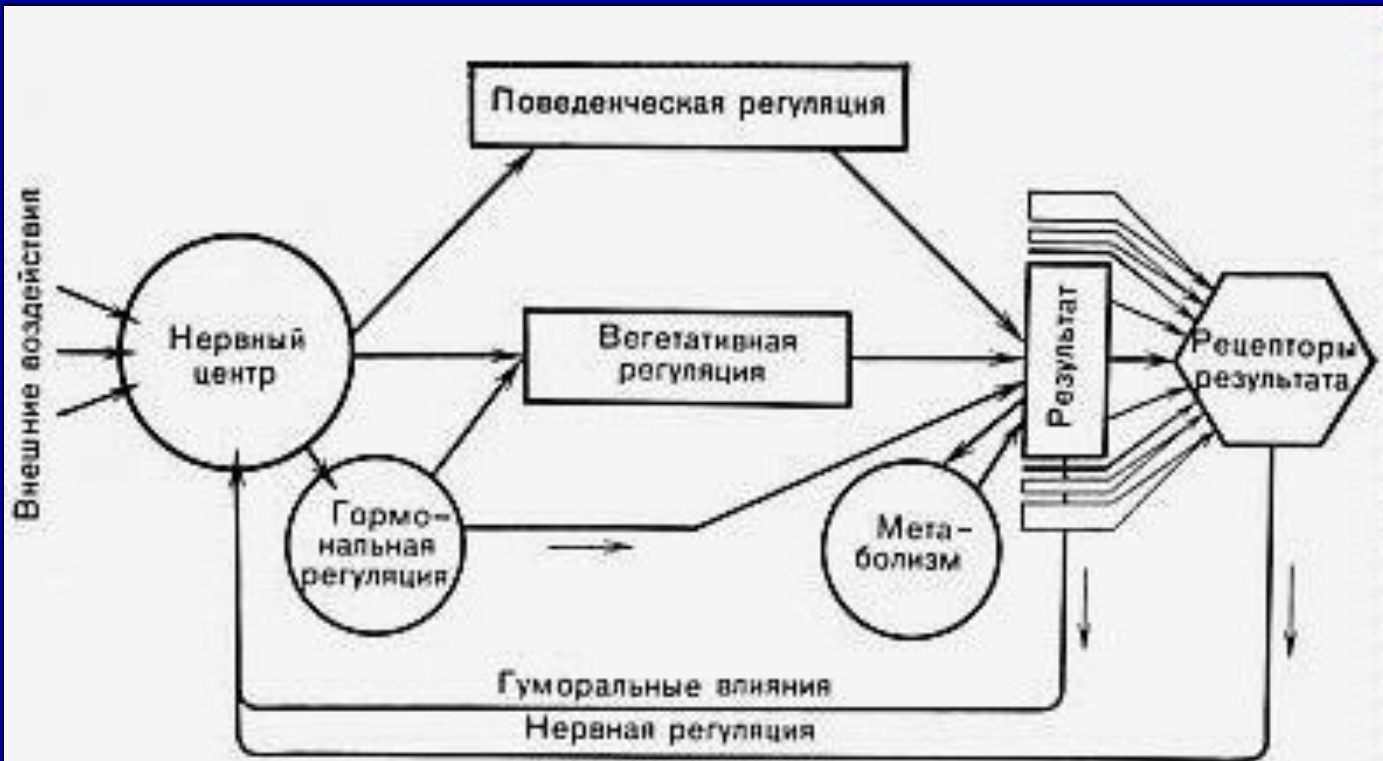 Поведенческая регуляция
Внешние воздействия
Нервный
центр
Вегетативная
регуляция
Результат
Рецепторы
результата
Гормо-
нальная
регуляция
Мета-
болизм
Гуморальные влияния
Нервная регуляция